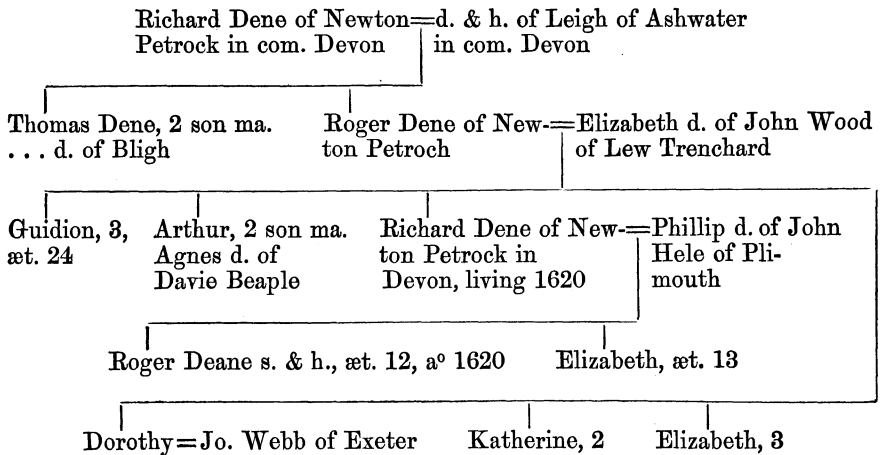 Richard Dene of Newton=d. & h. of Leigh of Ashwater
Petrock in com. Devon in com. Devon
Thomas Dene, 2 son ma.
. . . d. of Bligh
Roger Dene of New-=Elizabeth d. of John Wood
ton Petroch of Lew Trenchard
Guidion, 3,
æt. 24
Arthur, 2 son ma.
Agnes d. of
Davie Beaple
Richard Dene of New-=Phillip d. of John
ton Petrock in Hele of Pli-
Devon, living 1620 mouth
Roger Deane s. & h., æt. 12, aº 1620
Elizabeth, æt. 13
Dorothy=Jo. Webb of Exeter
Katherine, 2
Elizabeth, 3